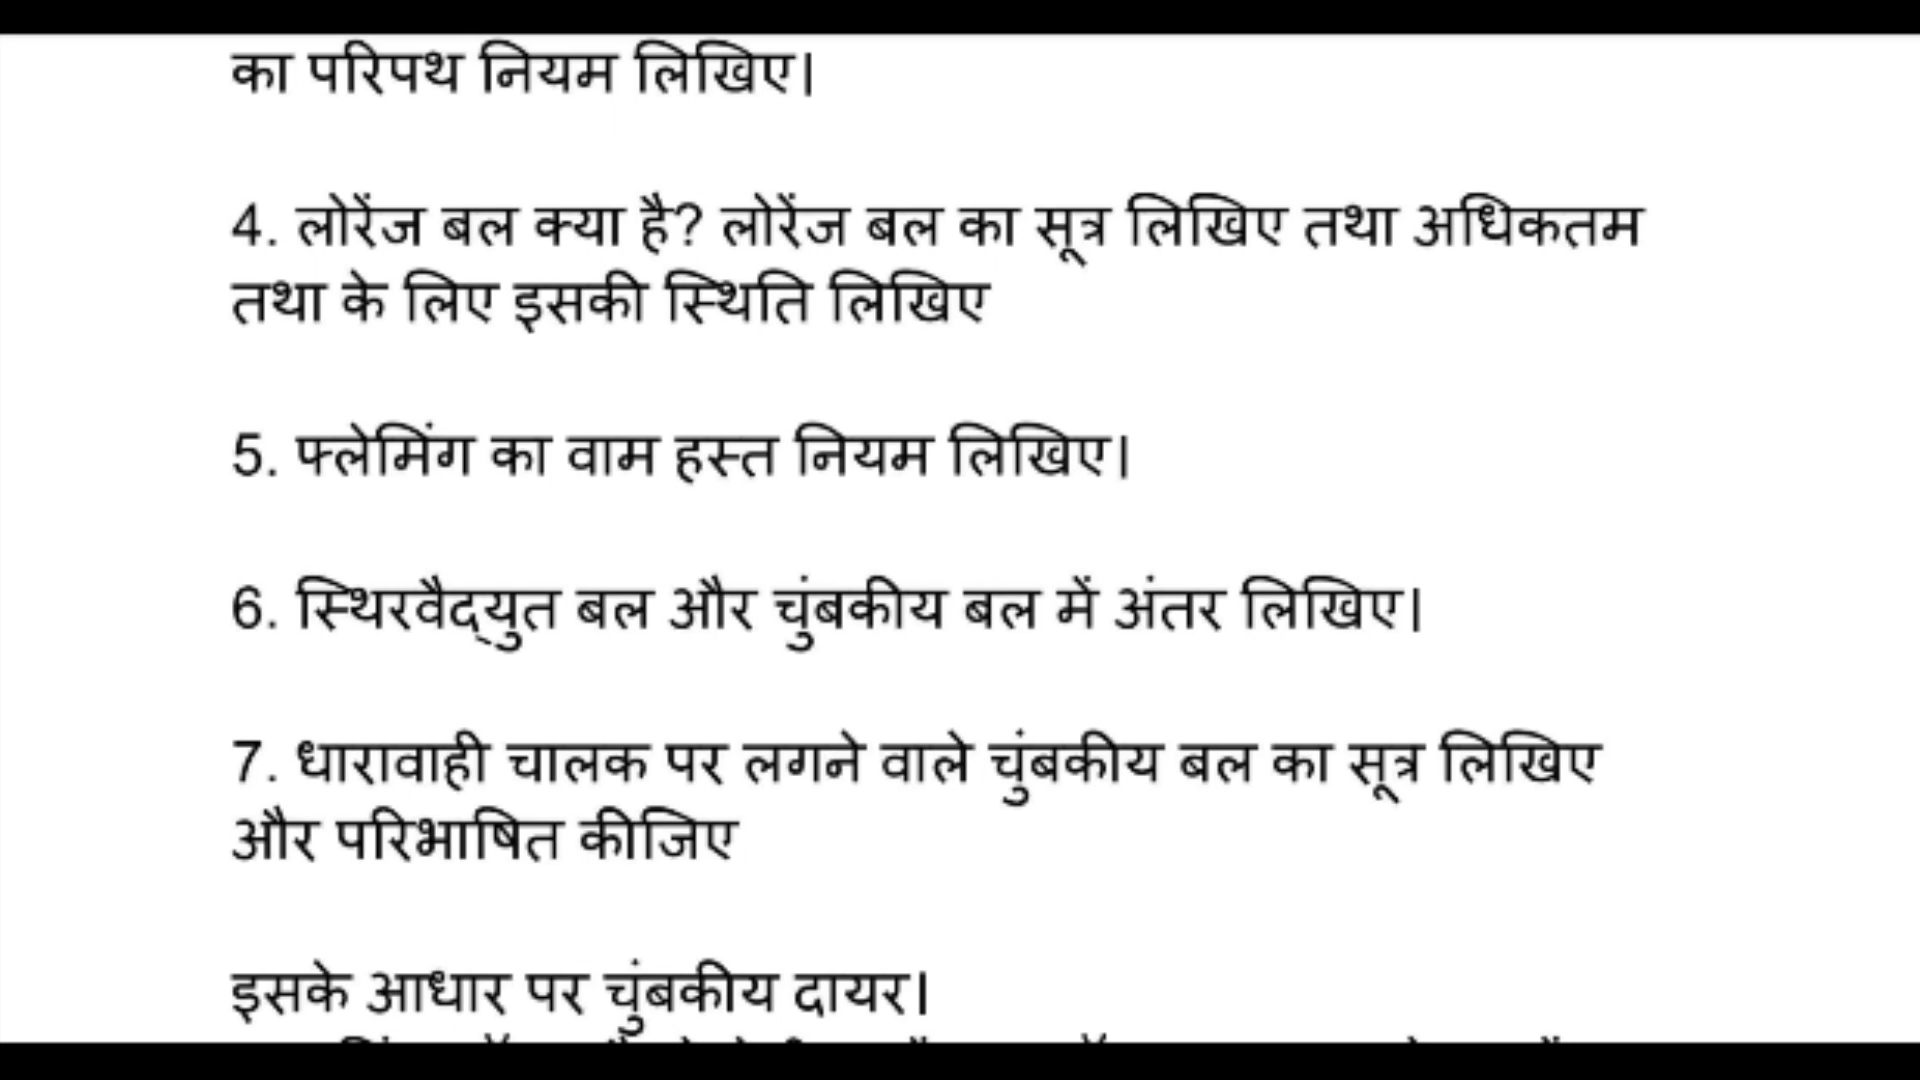 का परिपथ नियम लिखिए।
4. लोरेंज बल क्या है? लोरेंज बल का सूत्र लिखिए तथा अधिकतम
तथा के लिए इसकी स्थिति लिखिए
5. फ्लेमिंग का वाम हस्त नियम लिखिए।
6. स्थिरवैद्युत बल और चुंबकीय बल में अंतर लिखिए।
7. धारावाही चालक पर लगने वाले चुंबकीय बल का सूत्र लिखिए
और परिभाषित कीजिए
इसके आधार पर चुंबकीय दायर।